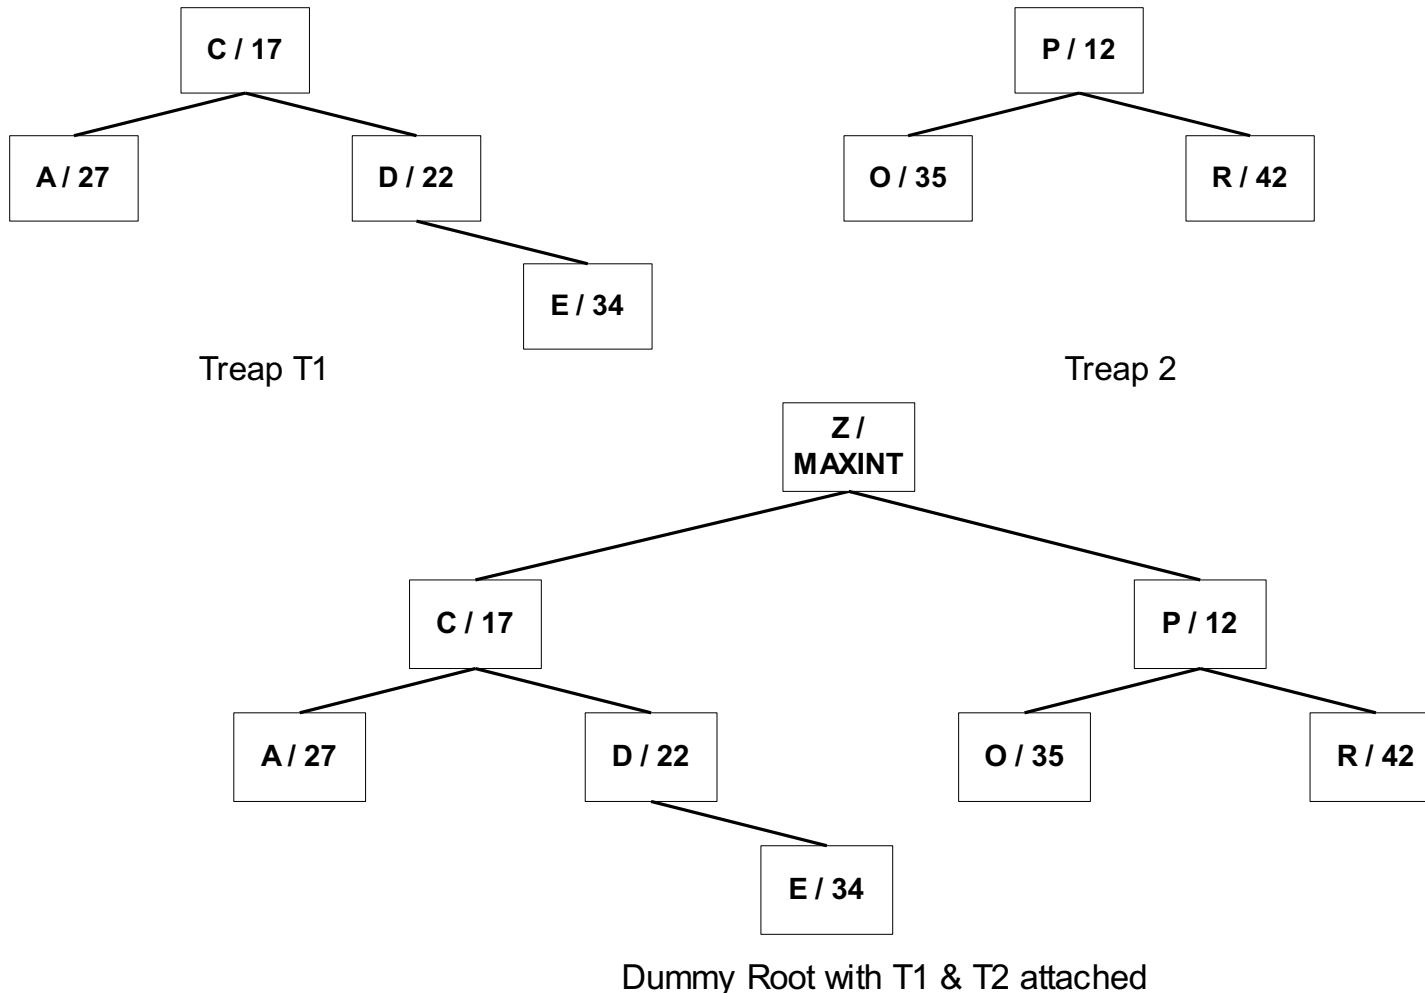 C / 17
P / 12
A / 27
D / 22
O / 35
R / 42
E / 34
Treap T1
Treap 2
Z /
MAXINT
C / 17
P / 12
A / 27
D / 22
O / 35
R / 42
E / 34
Dummy Root with T1 & T2 attached